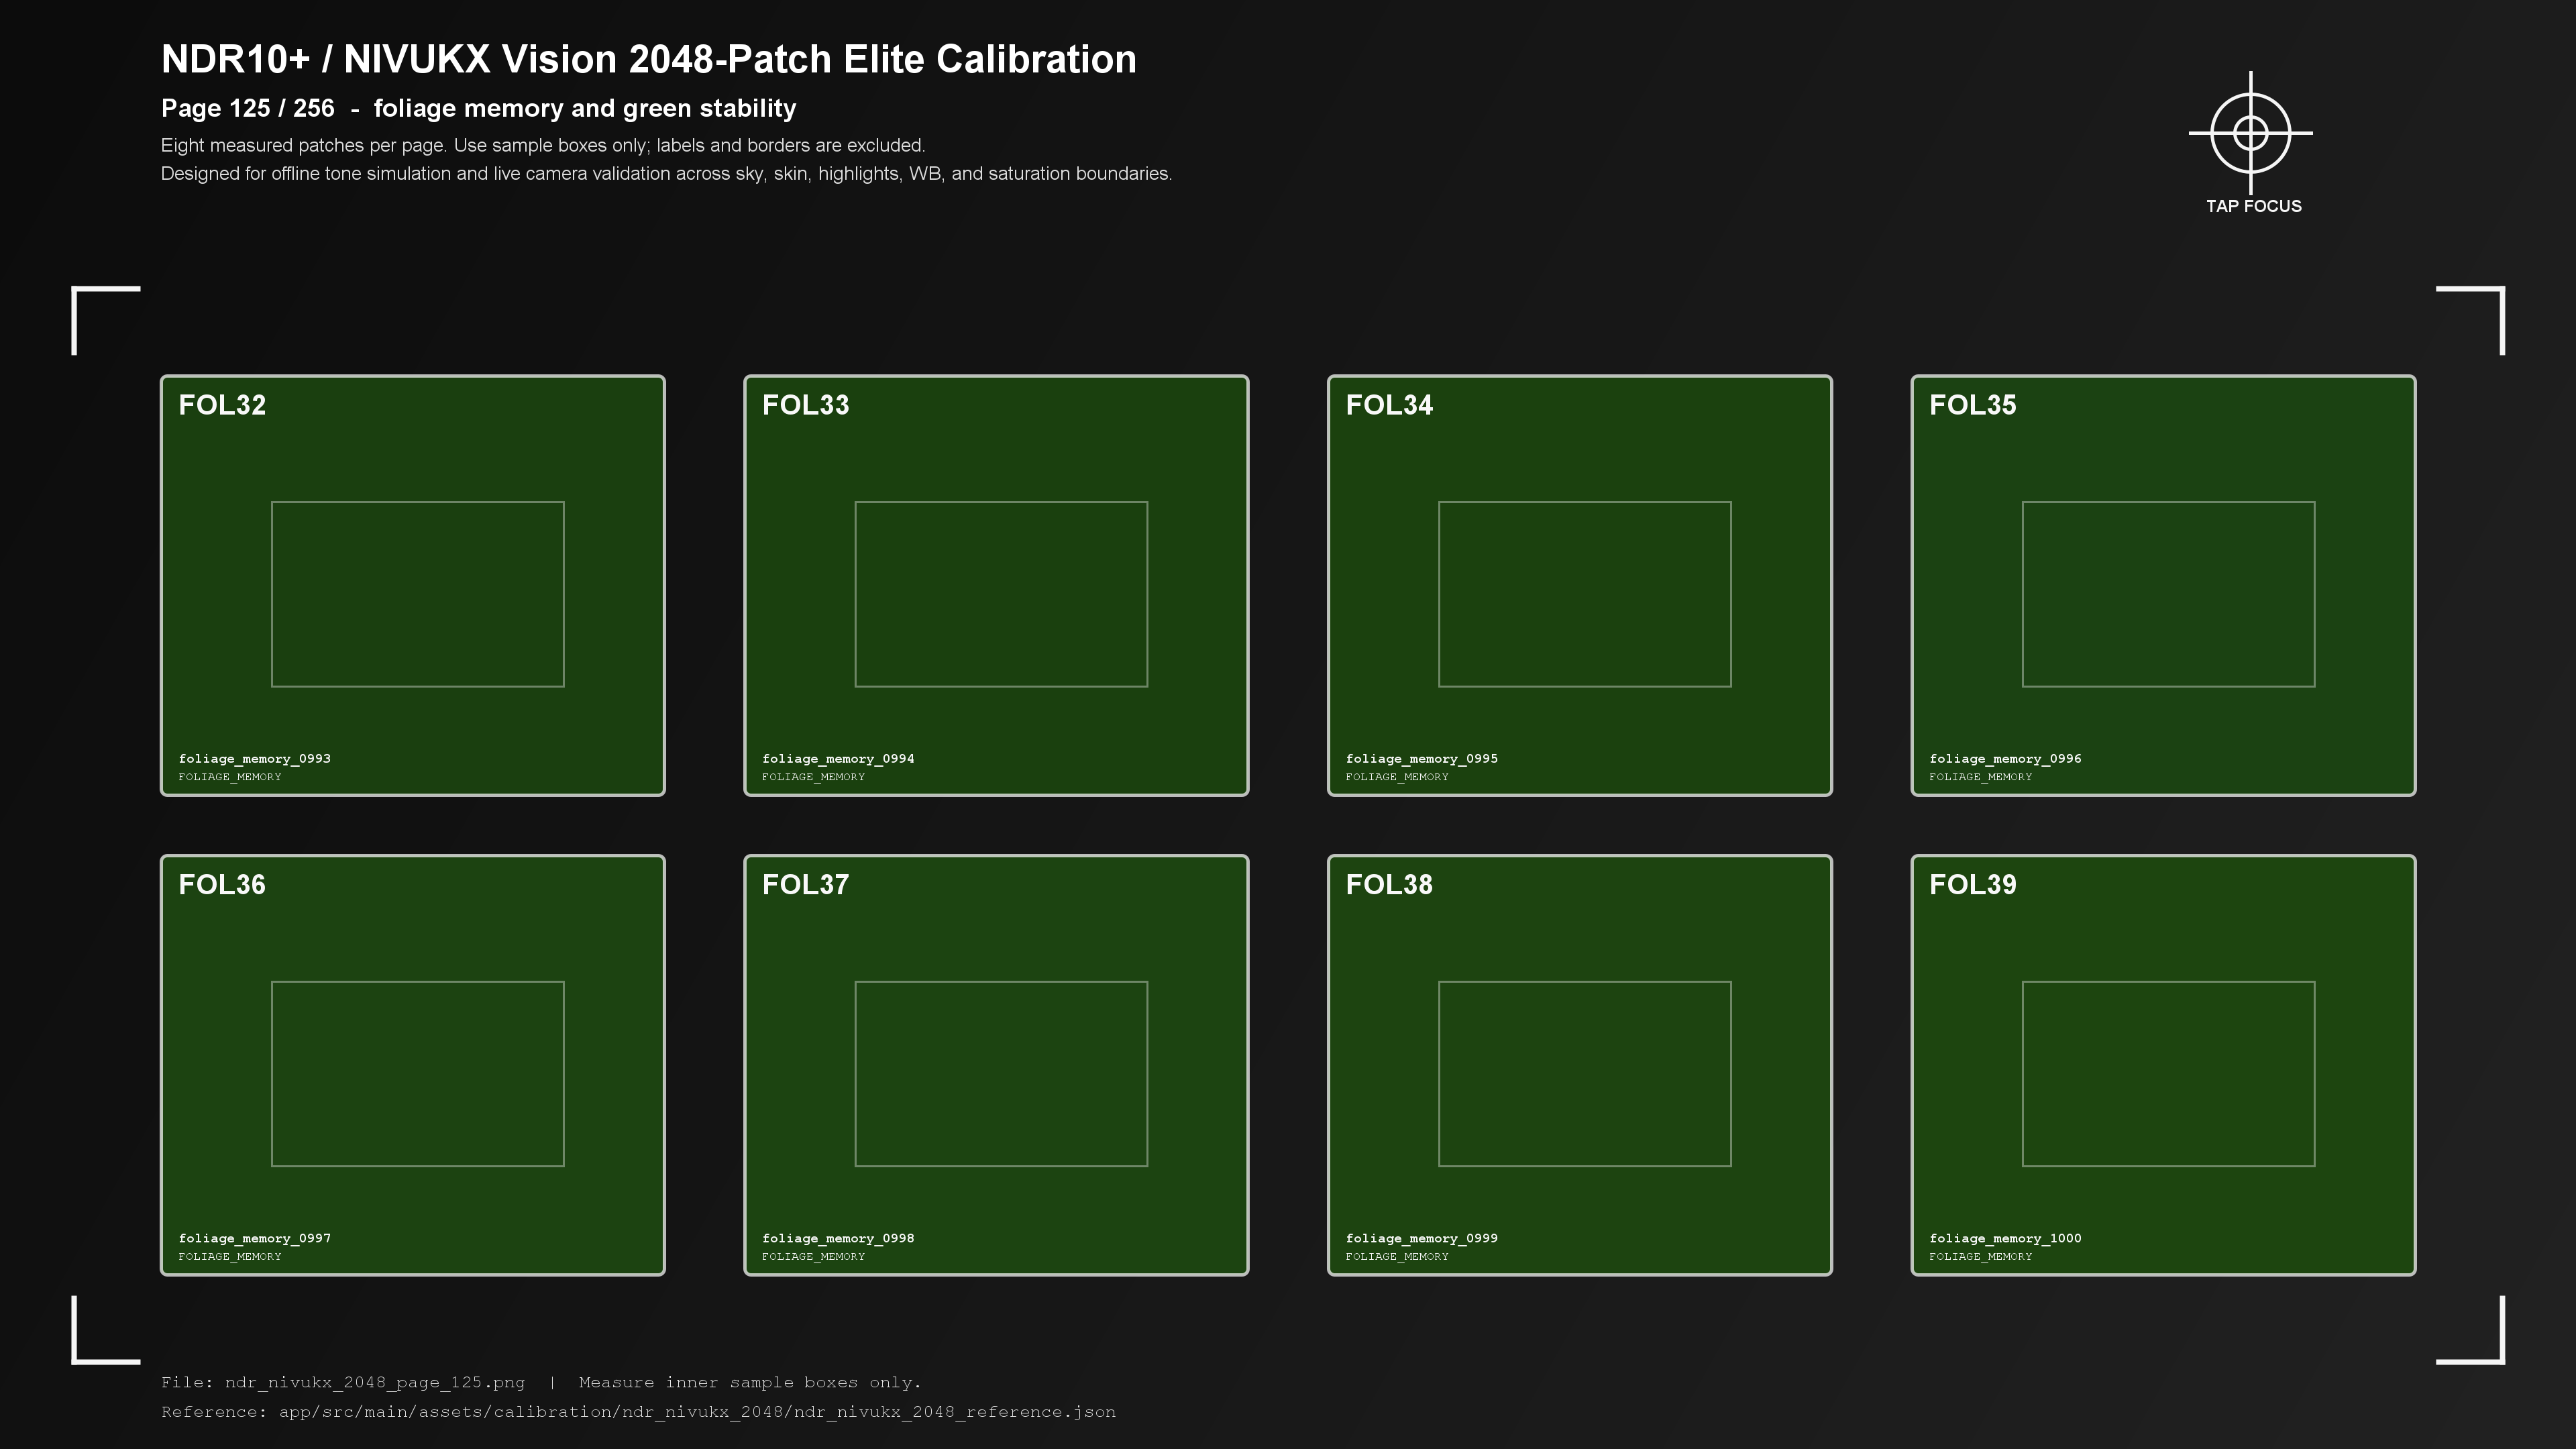 NDR10+ / NIVUKX Vision 2048-Patch Elite Calibration
Page 125 / 256 - foliage memory and green stability
Eight measured patches per page. Use sample boxes only; labels and borders are excluded.
Designed for offline tone simulation and live camera validation across sky, skin, highlights, WB, and saturation boundaries.
TAP FOCUS
FOL32
foliage_memory_0993
FOLIAGE_MEMORY
FOL33
foliage_memory_0994
FOLIAGE_MEMORY
FOL34
foliage_memory_0995
FOLIAGE_MEMORY
FOL35
foliage_memory_0996
FOLIAGE_MEMORY
FOL36
foliage_memory_0997
FOLIAGE_MEMORY
FOL37
foliage_memory_0998
FOLIAGE_MEMORY
FOL38
foliage_memory_0999
FOLIAGE_MEMORY
FOL39
foliage_memory_1000
FOLIAGE_MEMORY
File: ndr_nivukx_2048_page_125.png | Measure inner sample boxes only.
Reference: app/src/main/assets/calibration/ndr_nivukx_2048/ndr_nivukx_2048_reference.json